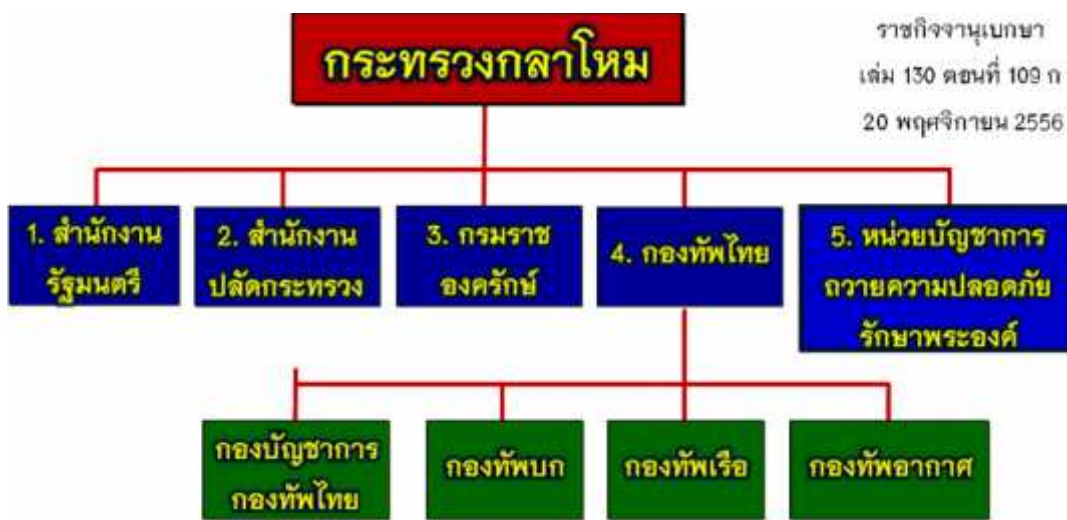 กระทรวงกลาโหม
ราชกิจจานุเบกษา
เล่ม 130 ตอนที่ 109 ก
20 พฤศจิกายน 2556
1. สำนักงาน
รัฐมนตรี
2. สำนักงาน
ปลัดกระทรวง
3. กรมราช
องครักษ์
4. กองทัพไทย
5. หน่วยบัญชาการ
ถวายความปลอดภัย
รักษาพระองค์
กองบัญชาการ
กองทัพไทย
กองทัพบก
กองทัพเรือ
กองทัพอากาศ